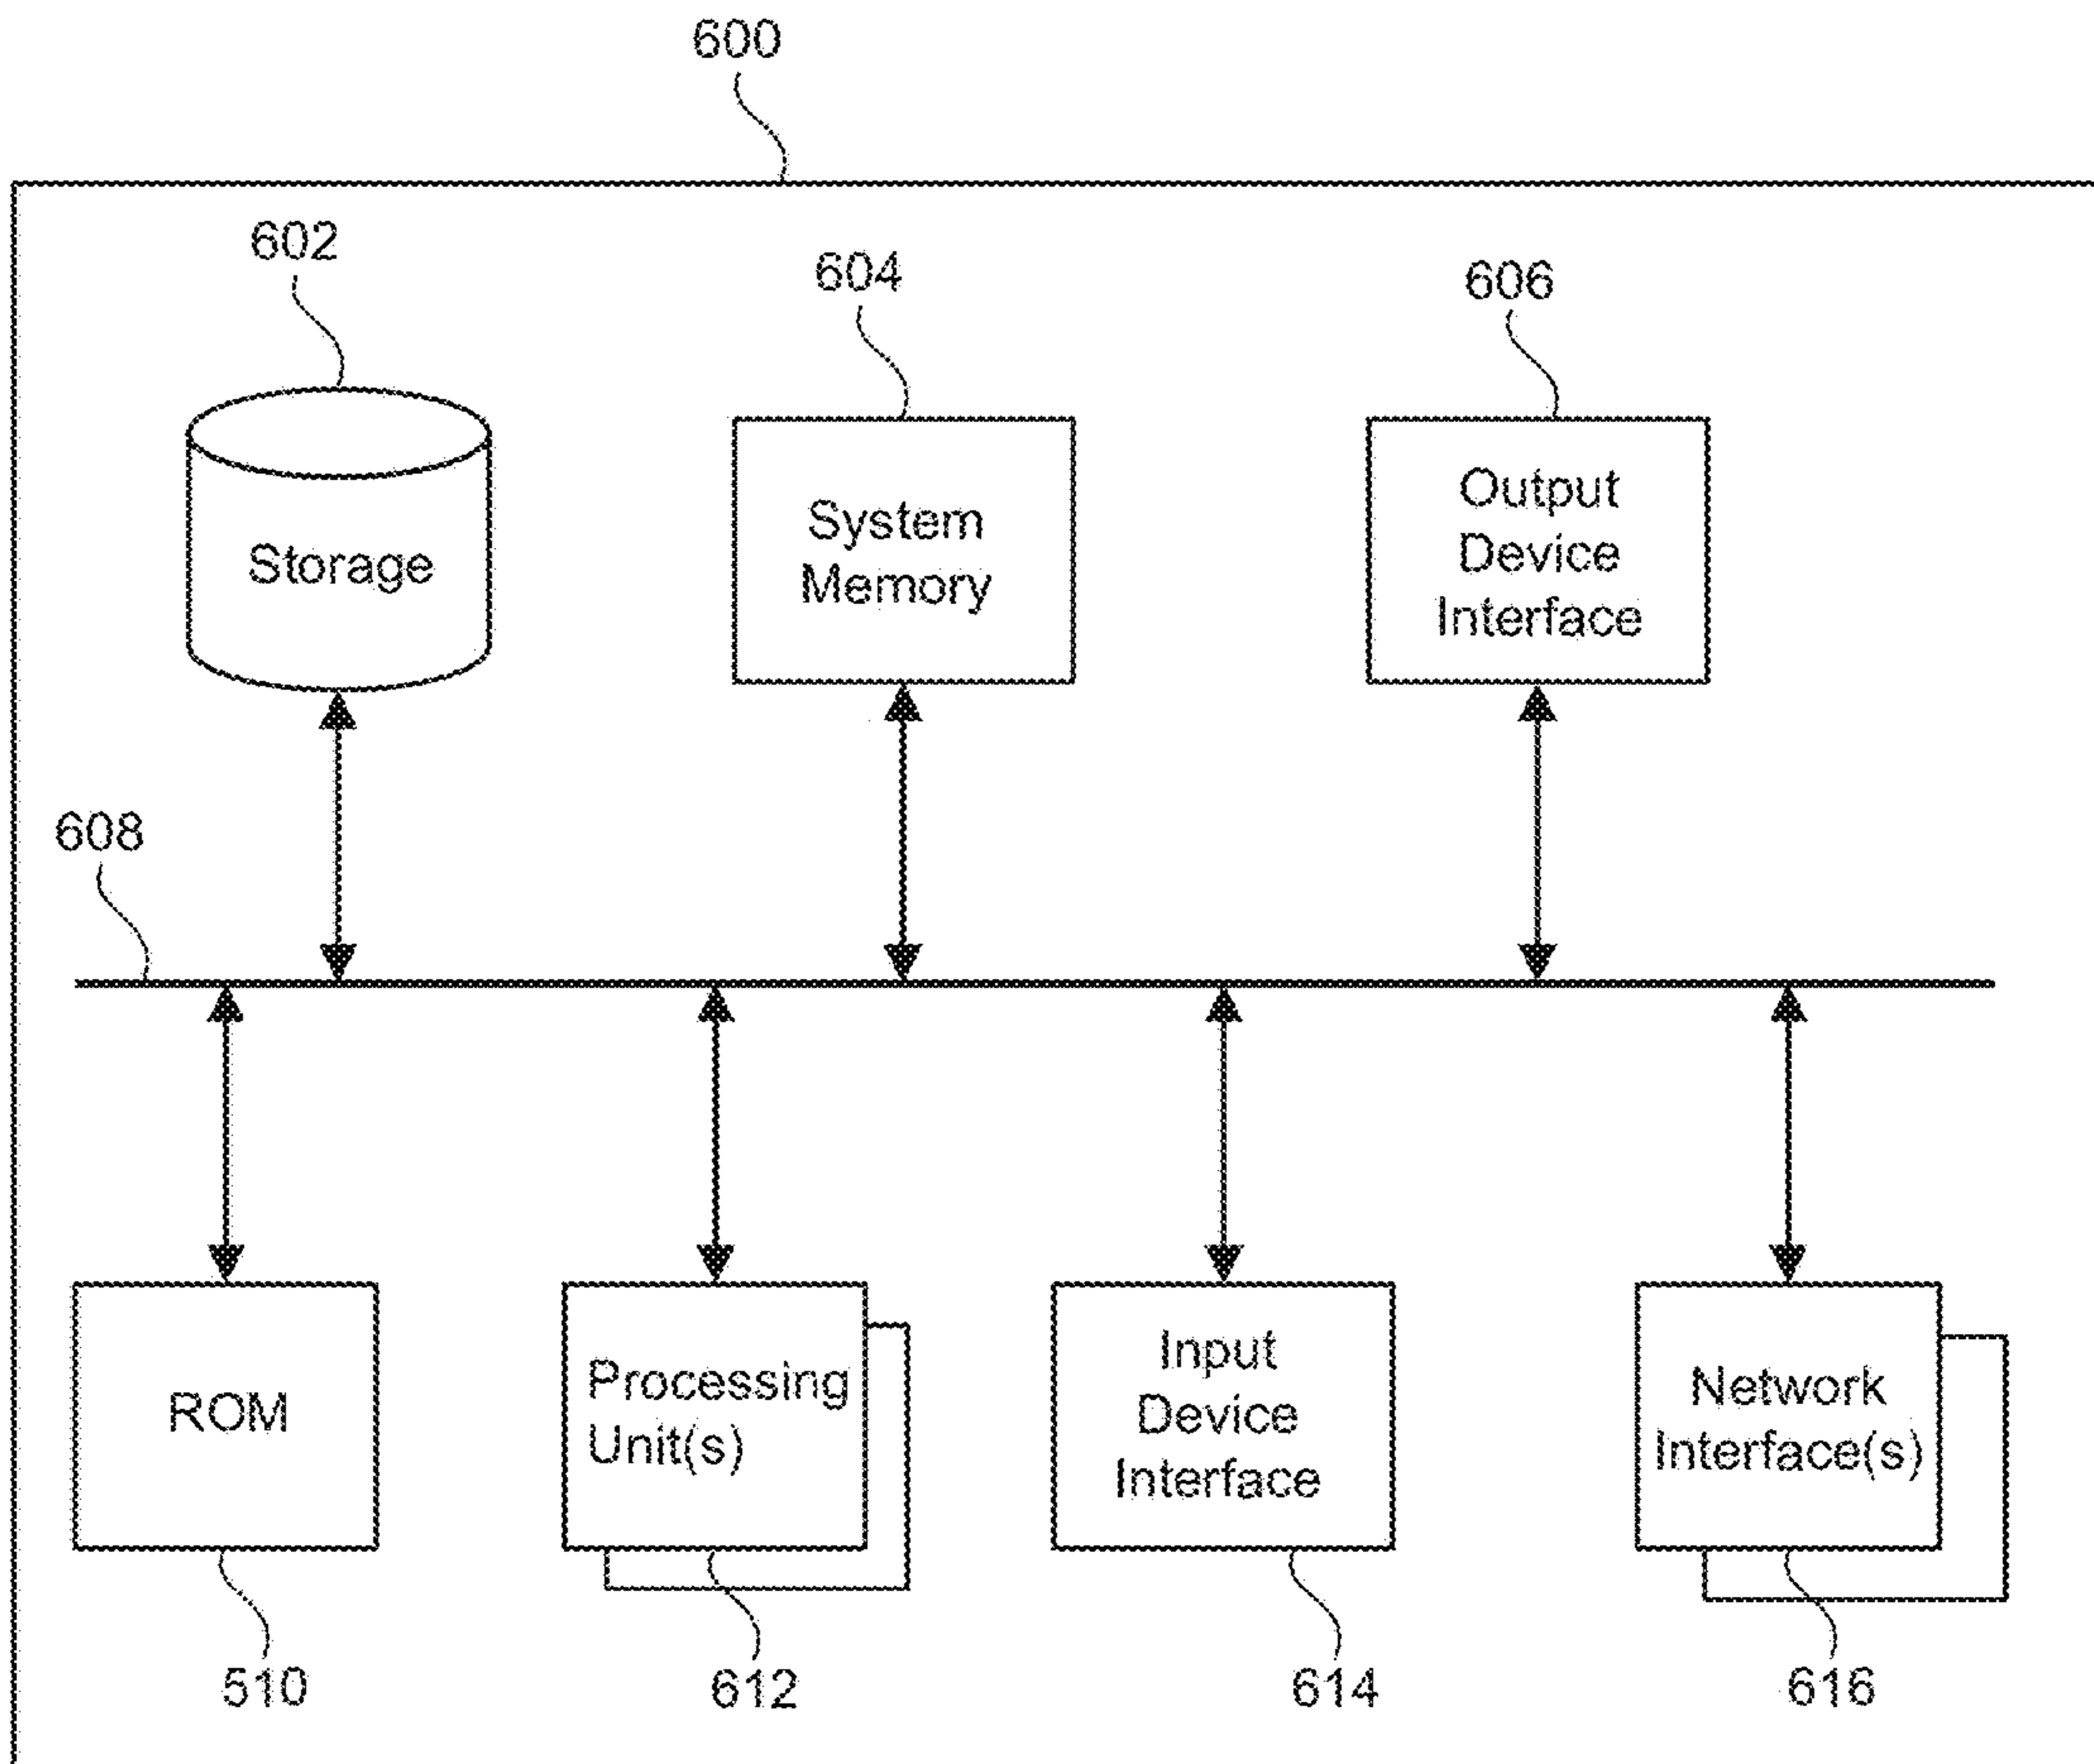 600
602
604
606
Storage
System
Memory
Output
Device
Interface
608
ROM
Processing
Unit(s)
Input
Device
Interface
Network
Interface(s)
510
612
614
616